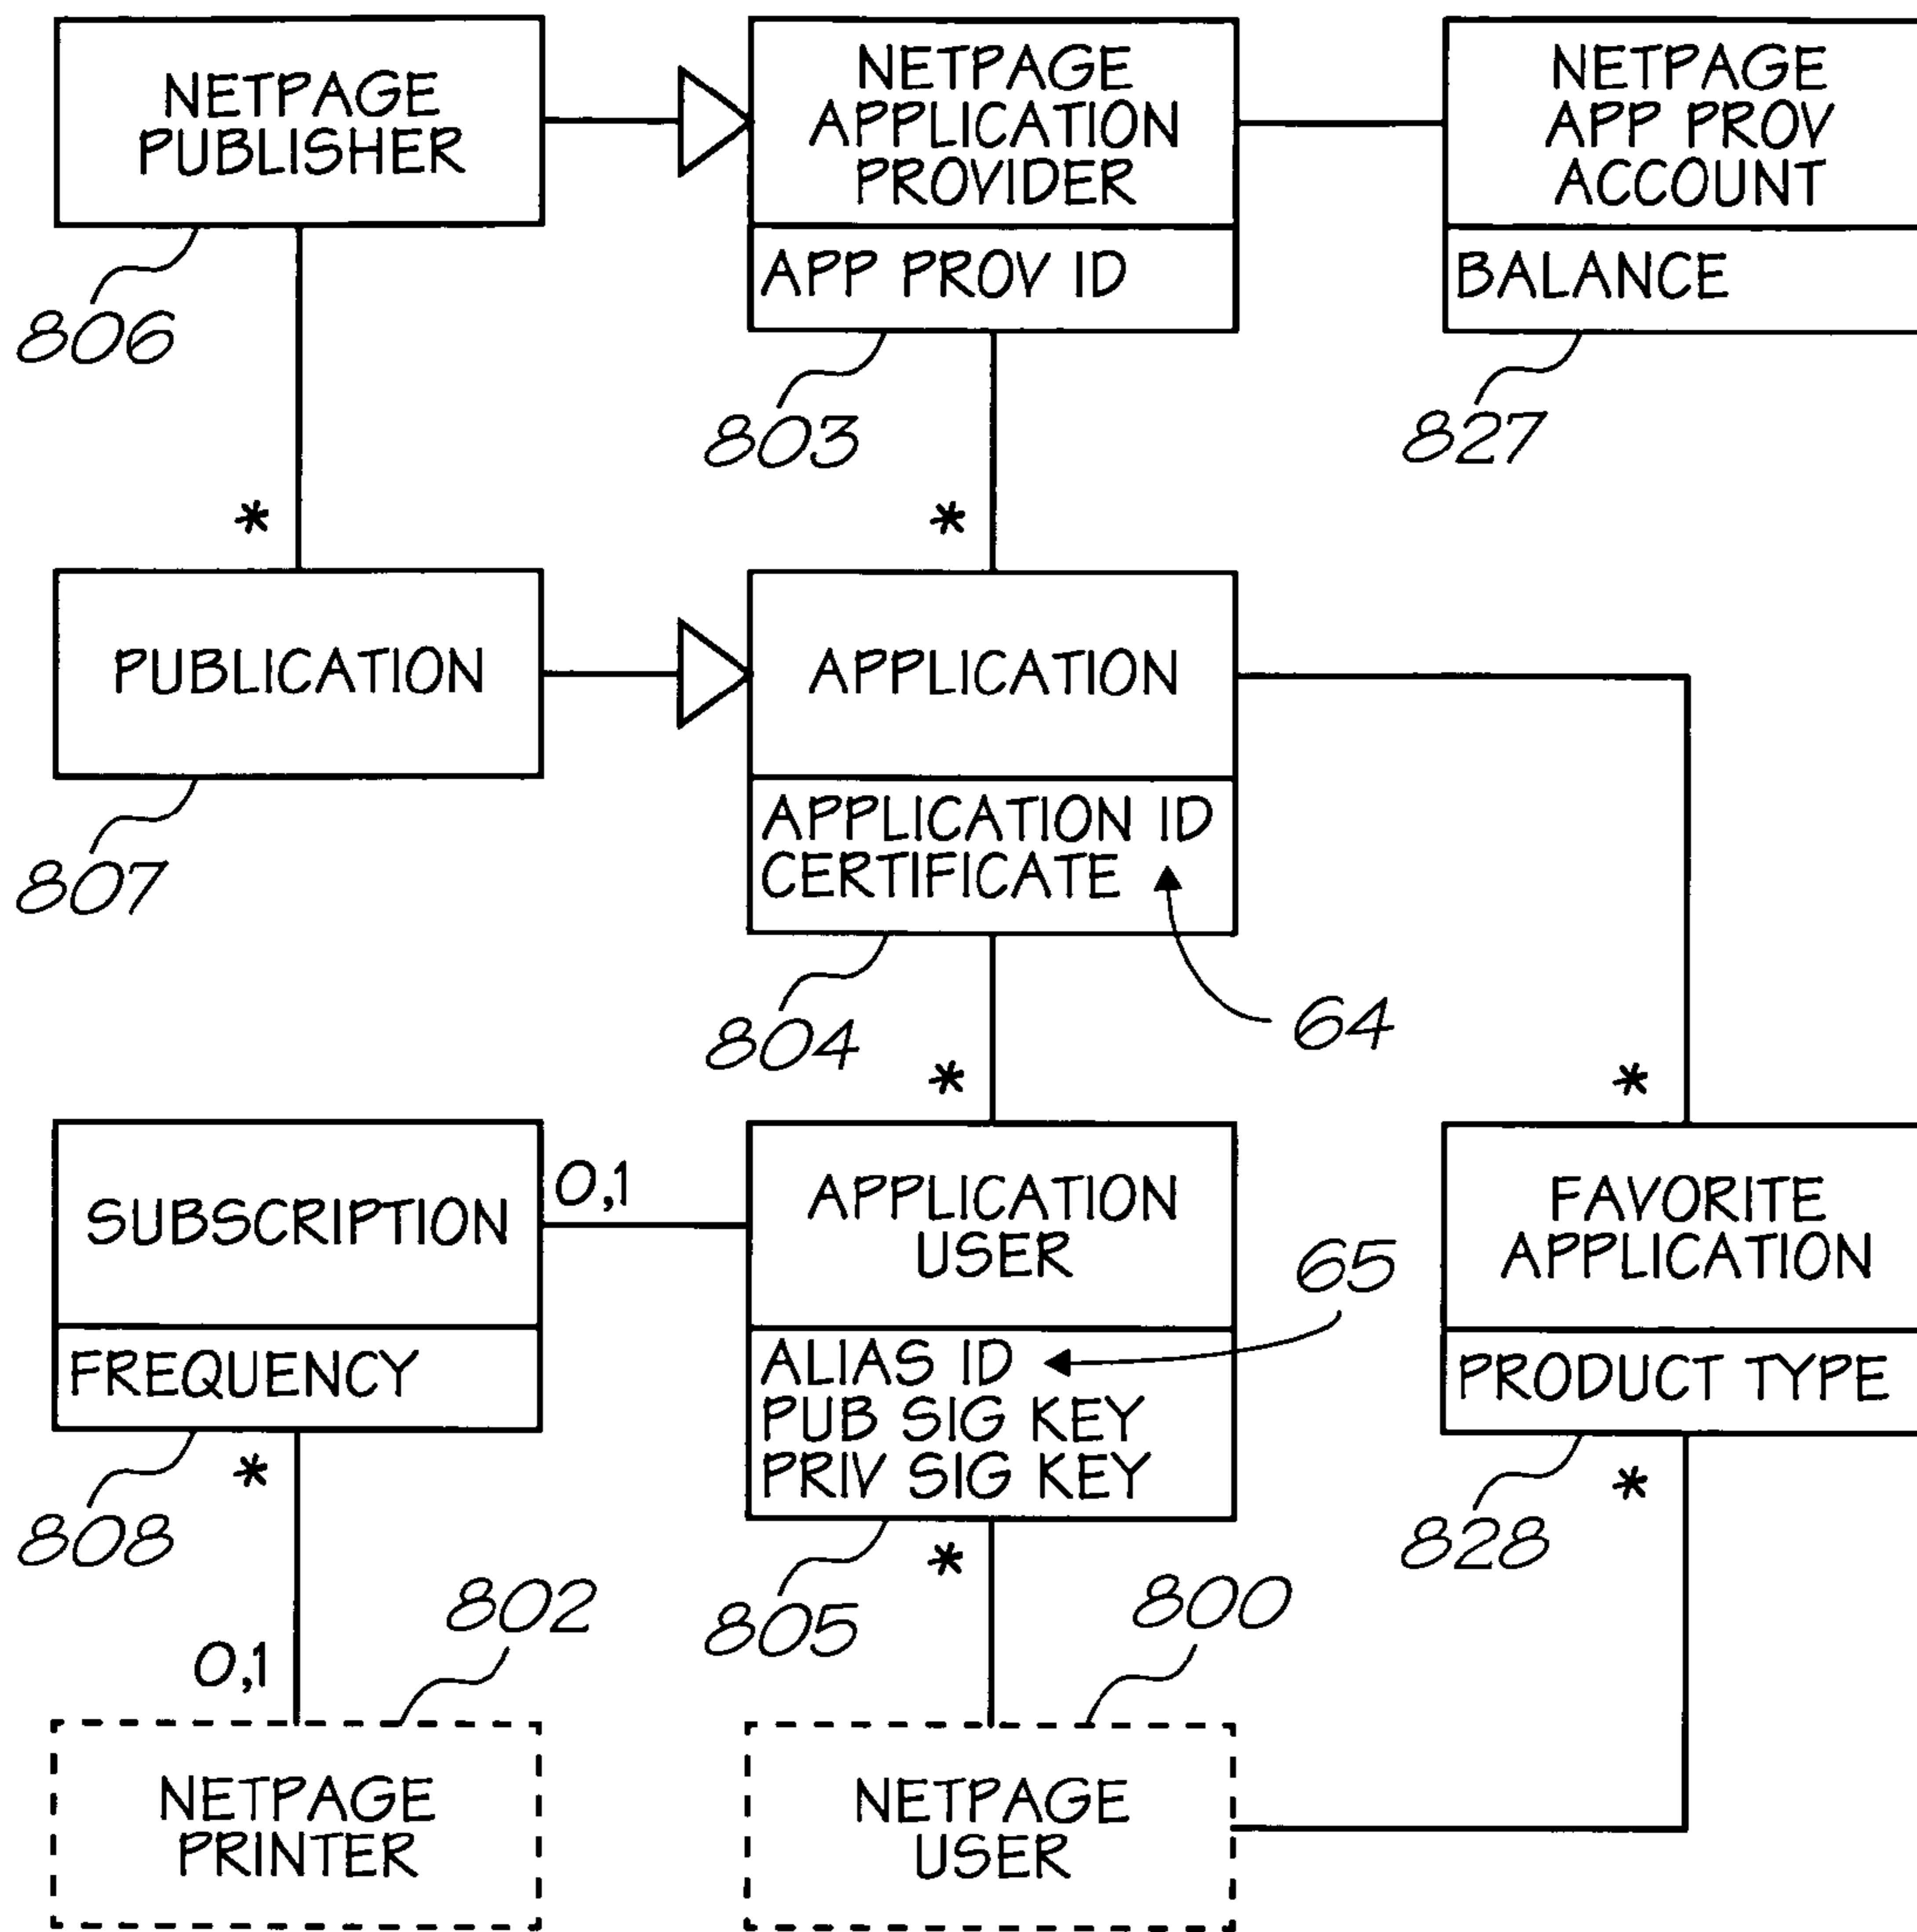 NETPAGE
PUBLISHER
806
NETPAGE
APPLICATION
PROVIDER
APP PROV ID
803
NETPAGE
APP PROV
ACCOUNT
BALANCE
827
*
*
PUBLICATION
807
APPLICATION
APPLICATION ID
CERTIFICATE
64
804
*
*
SUBSCRIPTION
FREQUENCY
0,1
808
*
APPLICATION
USER
65
ALIAS ID
PUB SIG KEY
PRIV SIG KEY
805
*
FAVORITE
APPLICATION
PRODUCT TYPE
828
*
802
0,1
800
NETPAGE
PRINTER
NETPAGE
USER